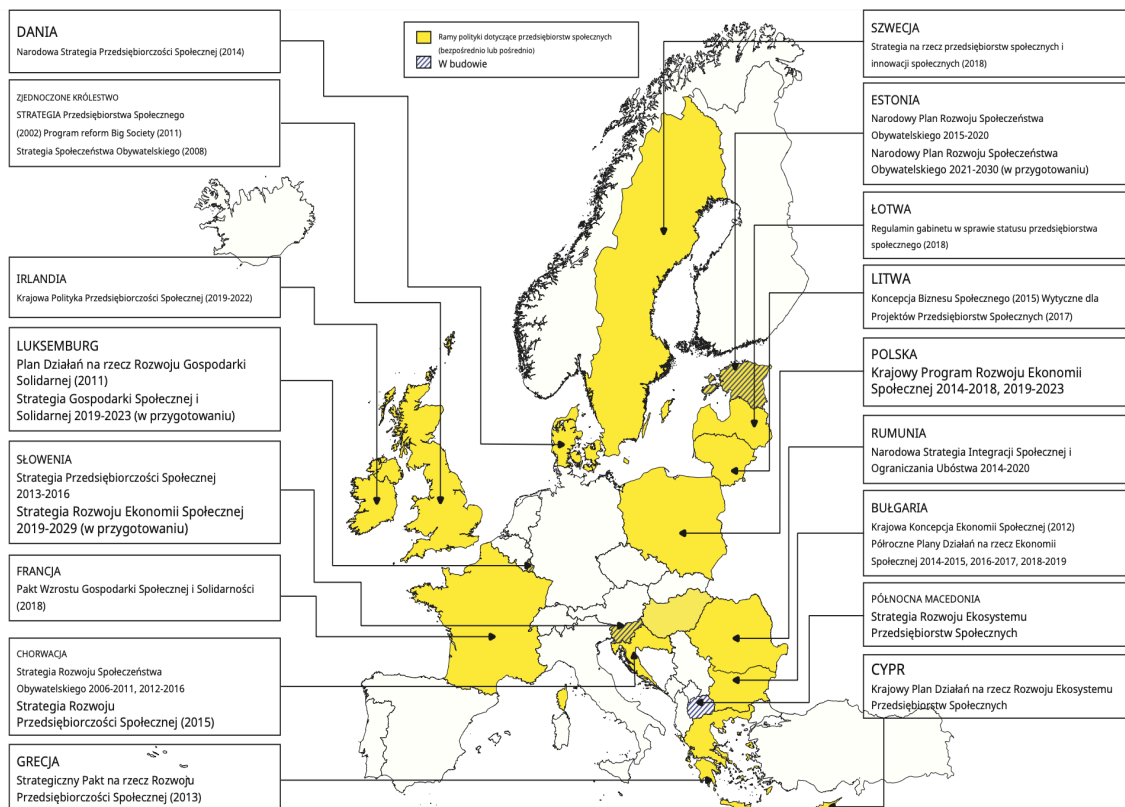 DANIA
Narodowa Strategia Przedsiębiorczości Społecznej (2014)
ZJEDNOCZONE KRÓLESTWO
STRATEGIA Przedsiębiorstwa Społecznego
(2002) Program reform Big Society (2011)
Strategia Społeczeństwa Obywatelskiego (2008)
IRLANDIA
Krajowa Polityka Przedsiębiorczości Społecznej (2019-2022)
LUKSEMBURG
Plan Działań na rzecz Rozwoju Gospodarki
Solidarnej (2011)
Strategia Gospodarki Społecznej i
Solidarnej 2019-2023 (w przygotowaniu)
SŁOWENIA
Strategia Przedsiębiorczości Społecznej
2013-2016
Strategia Rozwoju Ekonomii Społecznej
2019-2029 (w przygotowaniu)
FRANCJA
Pakt Wzrostu Gospodarki Społecznej i Solidarności
(2018)
CHORWACJA
Strategia Rozwoju Społeczeństwa
Obywatelskiego 2006-2011, 2012-2016
Strategia Rozwoju
Przedsiębiorczości Społecznej (2015)
GRECJA
Strategiczny Pakt na rzecz Rozwoju
Przedsiębiorczości Społecznej (2013)
Ramy polityki dotyczące przedsiębiorstw społecznych
(bezpośrednio lub pośrednio)
W budowie
SZWECJA
Strategia na rzecz przedsiębiorstw społecznych i
innowacji społecznych (2018)
ESTONIA
Narodowy Plan Rozwoju Społeczeństwa
Obywatelskiego 2015-2020
Narodowy Plan Rozwoju Społeczeństwa
Obywatelskiego 2021-2030 (w przygotowaniu)
ŁOTWA
Regulamin gabinetu w sprawie statusu przedsiębiorstwa
społecznego (2018)
LITWA
Koncepcja Biznesu Społecznego (2015) Wytyczne dla
Projektów Przedsiębiorstw Społecznych (2017)
POLSKA
Krajowy Program Rozwoju Ekonomii
Społecznej 2014-2018, 2019-2023
RUMUNIA
Narodowa Strategia Integracji Społecznej i
Ograniczania Ubóstwa 2014-2020
BUŁGARIA
Krajowa Koncepcja Ekonomii Społecznej (2012)
Półroczne Plany Działań na rzecz Ekonomii
Społecznej 2014-2015, 2016-2017, 2018-2019
PÓŁNOCNA MACEDONIA
Strategia Rozwoju Ekosystemu
Przedsiębiorstw Społecznych
CYPR
Krajowy Plan Działań na rzecz Rozwoju Ekosystemu
Przedsiębiorstw Społecznych